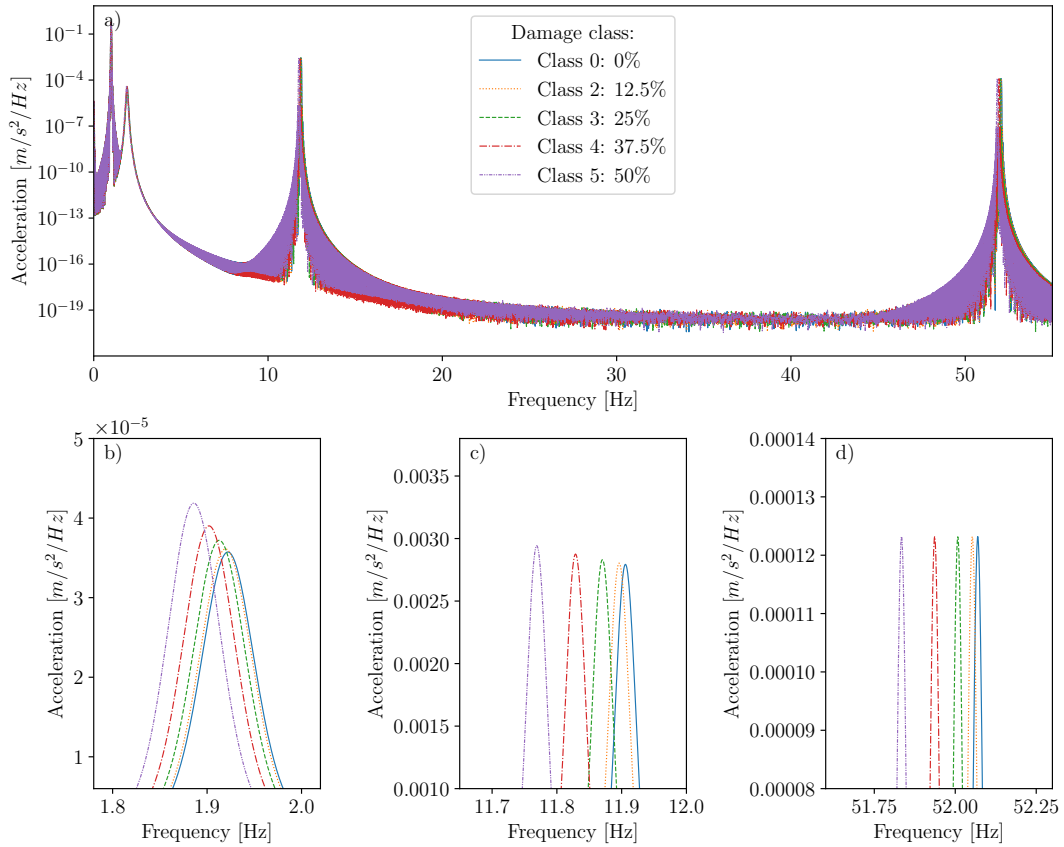 a)
Damage class:
Class 0: 0%
Class 2: 12.5%
Class 3: 25%
Class 4: 37.5%
Class 5: 50%
Acceleration [m/s²/Hz]
10⁻¹
10⁻⁴
10⁻⁷
10⁻¹⁰
10⁻¹³
10⁻¹⁶
10⁻¹⁹
0 10 20 30 40 50
Frequency [Hz]
×10⁻⁵
b)
Acceleration [m/s²/Hz]
5
4
3
2
1
1.8 1.9 2.0
Frequency [Hz]
c)
Acceleration [m/s²/Hz]
0.0035
0.0030
0.0025
0.0020
0.0015
0.0010
11.7 11.8 11.9 12.0
Frequency [Hz]
d)
Acceleration [m/s²/Hz]
0.00014
0.00013
0.00012
0.00011
0.00010
0.00009
0.00008
51.75 52.00 52.25
Frequency [Hz]